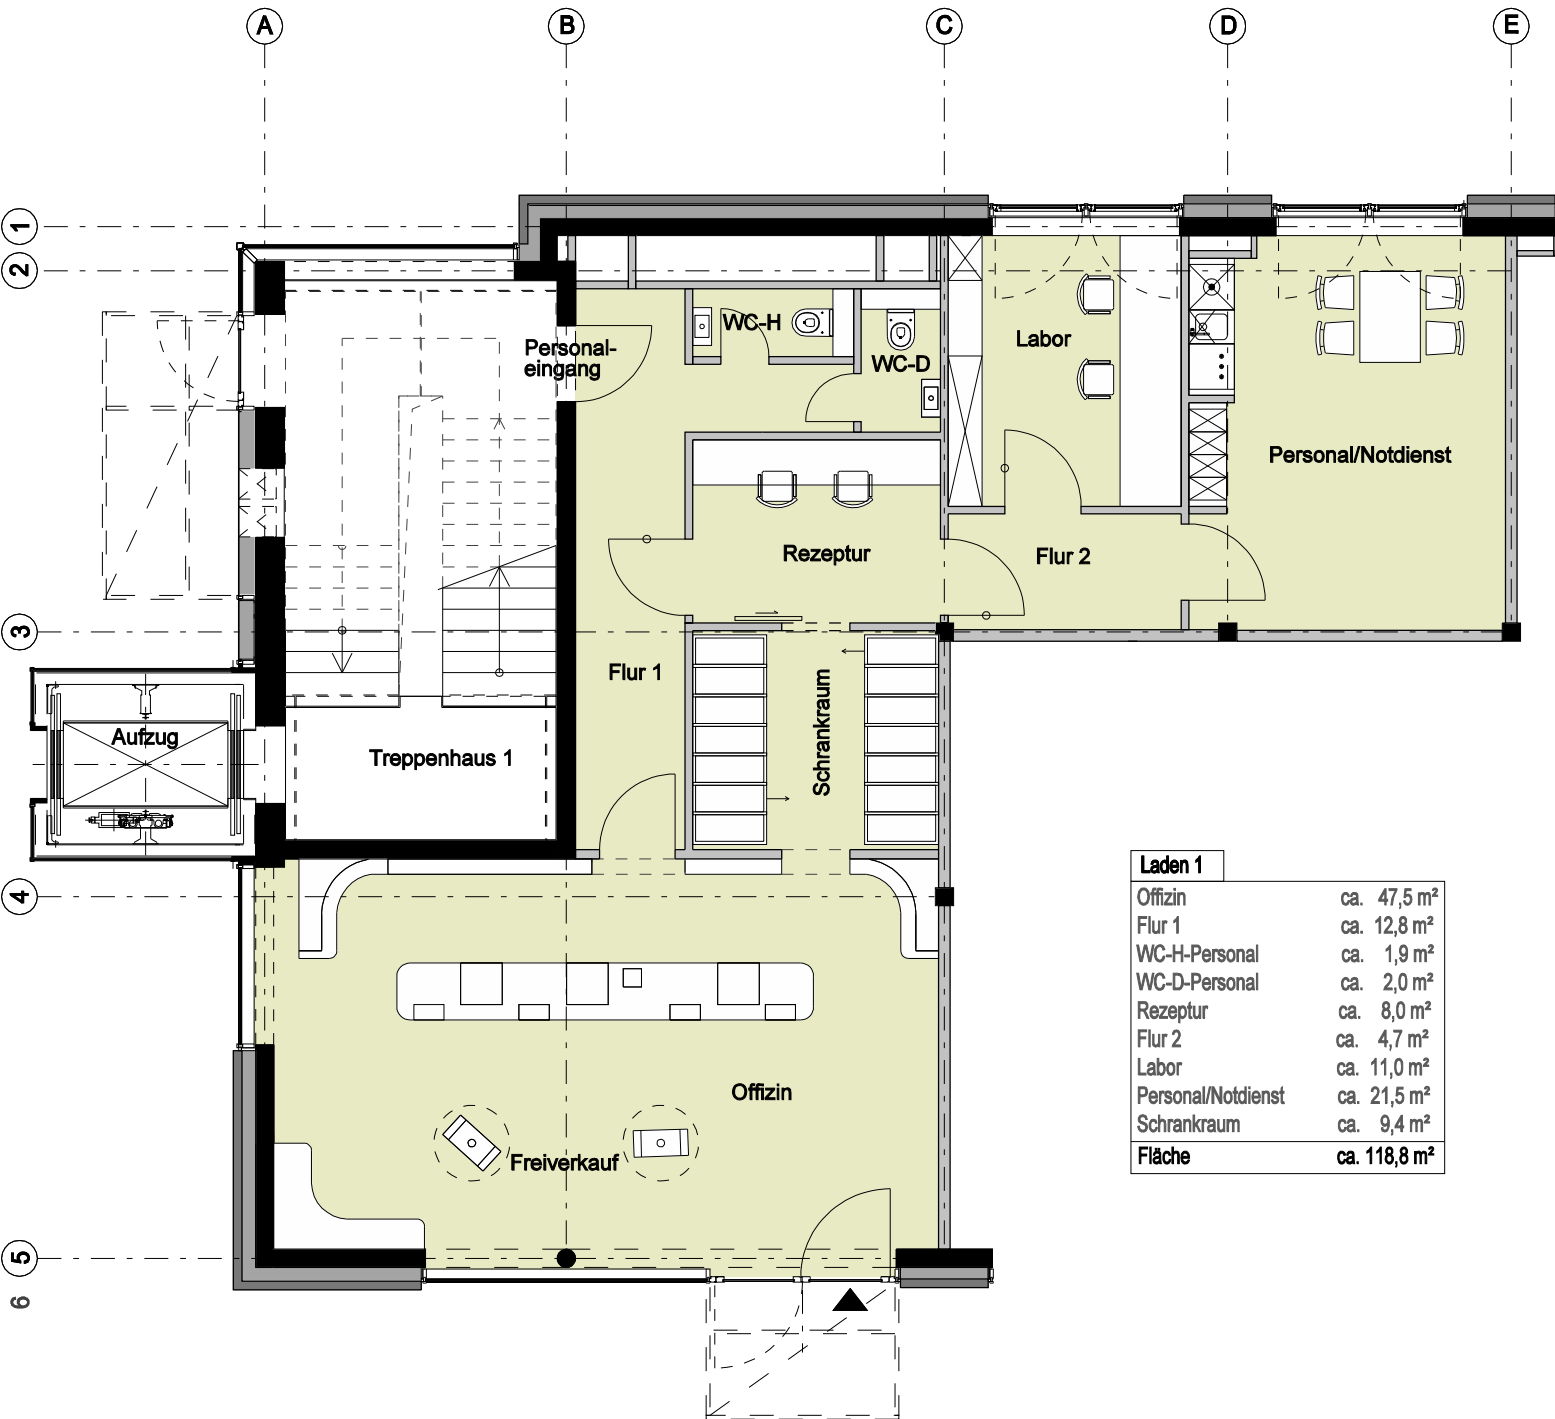 A B C D E
1
2
3
4
5
6
WC-H
Personal-
eingang
WC-D
Labor
Personal/Notdienst
Rezeptur
Flur 2
Flur 1
Schrankraum
Aufzug
Treppenhaus 1
Offizin
Freiverkauf
Laden 1
Offizin ca. 47,5 m²
Flur 1 ca. 12,8 m²
WC-H-Personal ca. 1,9 m²
WC-D-Personal ca. 2,0 m²
Rezeptur ca. 8,0 m²
Flur 2 ca. 4,7 m²
Labor ca. 11,0 m²
Personal/Notdienst ca. 21,5 m²
Schrankraum ca. 9,4 m²
Fläche ca. 118,8 m²